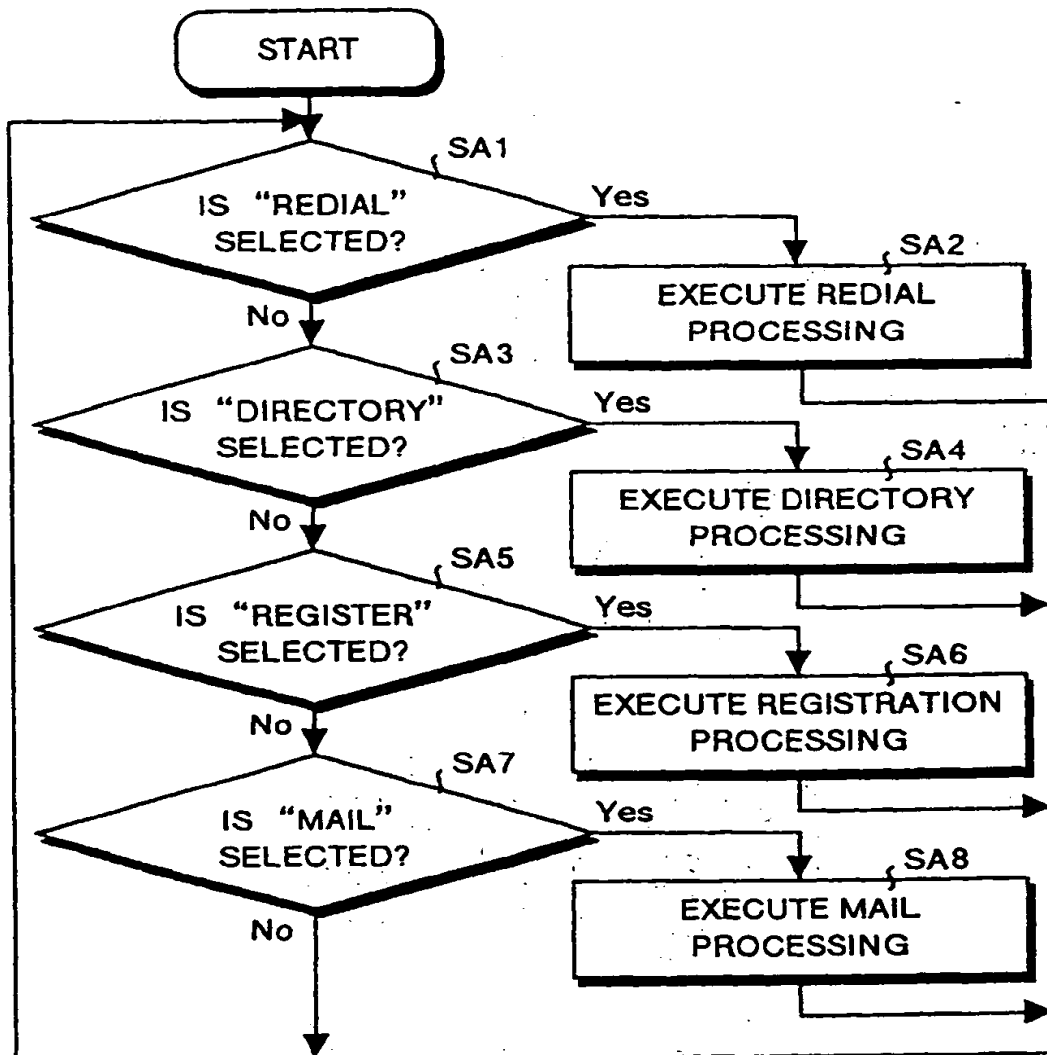 START
SA1
IS “REDIAL”
SELECTED?
Yes
No
SA2
EXECUTE REDIAL
PROCESSING
SA3
IS “DIRECTORY”
SELECTED?
Yes
No
SA4
EXECUTE DIRECTORY
PROCESSING
SA5
IS “REGISTER”
SELECTED?
Yes
No
SA6
EXECUTE REGISTRATION
PROCESSING
SA7
IS “MAIL”
SELECTED?
Yes
No
SA8
EXECUTE MAIL
PROCESSING